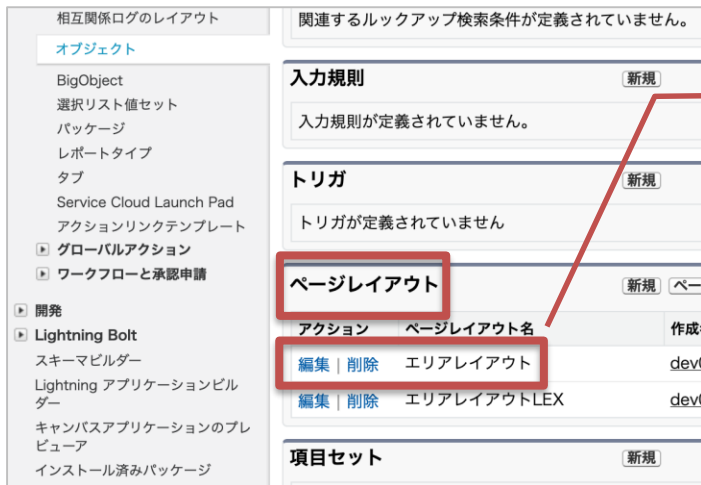 相互関係ログのレイアウト
オブジェクト
BigObject
選択リスト値セット
パッケージ
レポートタイプ
タブ
Service Cloud Launch Pad
アクションリンクテンプレート
グローバルアクション
ワークフローと承認申請
開発
Lightning Bolt
スキーマビルダー
Lightning アプリケーションビル
ダー
キャンバスアプリケーションのプレ
ビューア
インストール済みパッケージ
関連するルックアップ検索条件が定義されていません。
入力規則 新規
入力規則が定義されていません。
トリガ 新規
トリガが定義されていません
ページレイアウト 新規 ペー
アクション ページレイアウト名 作成
編集 | 削除 エリアレイアウト dev
編集 | 削除 エリアレイアウトLEX dev
項目セット 新規